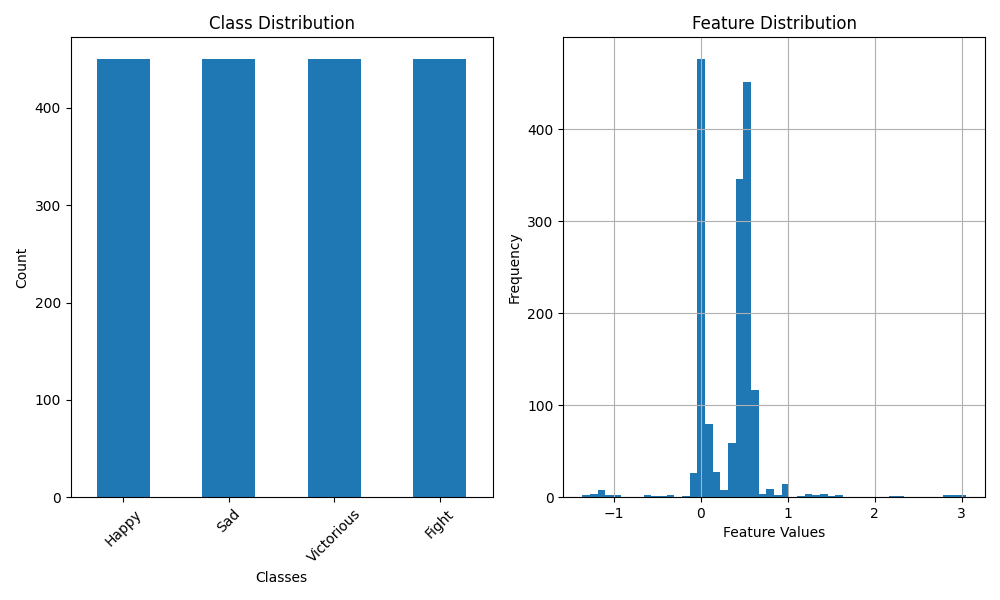 Class Distribution
400
300
200
100
0
Count
Happy
Sad
Victorious
Fight
Classes
Feature Distribution
400
300
200
100
0
Frequency
−1
0
1
2
3
Feature Values